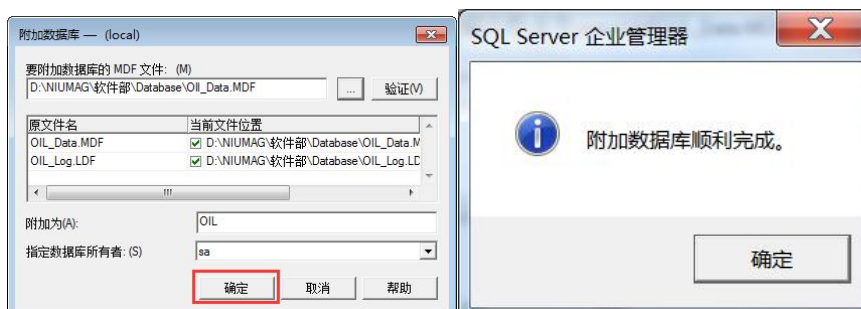 附加数据库 — (local)
要附加数据库的 MDF 文件: (M)
D:\NIUMAG\软件部\Database\OIl_Data.MDF
...
验证(V)
原文件名 当前文件位置
OIL_Data.MDF D:\NIUMAG\软件部\Database\OIL_Data.M
OIL_Log.LDF D:\NIUMAG\软件部\Database\OIL_Log.LD
附加为(A): OIL
指定数据库所有者: (S) sa
确定 取消 帮助
SQL Server 企业管理器
附加数据库顺利完成。
确定